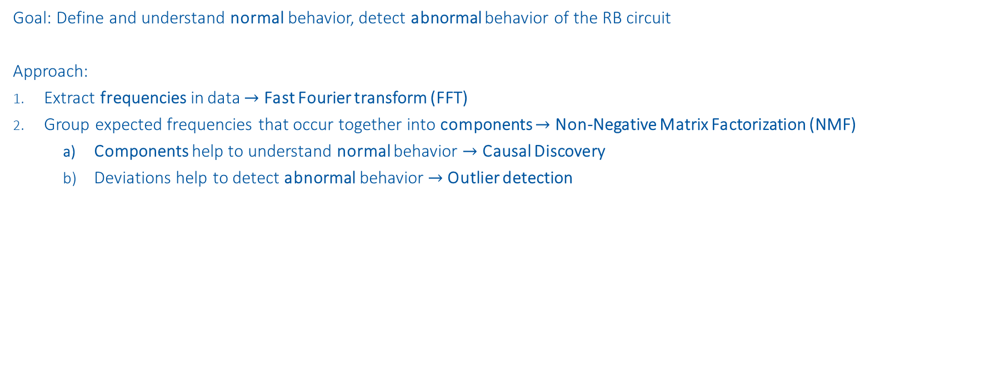 Goal: Define and understand normal behavior, detect abnormal behavior of the RB circuit
Approach:
1. Extract frequencies in data → Fast Fourier transform (FFT)
2. Group expected frequencies that occur together into components → Non-Negative Matrix Factorization (NMF)
a) Components help to understand normal behavior → Causal Discovery
b) Deviations help to detect abnormal behavior → Outlier detection